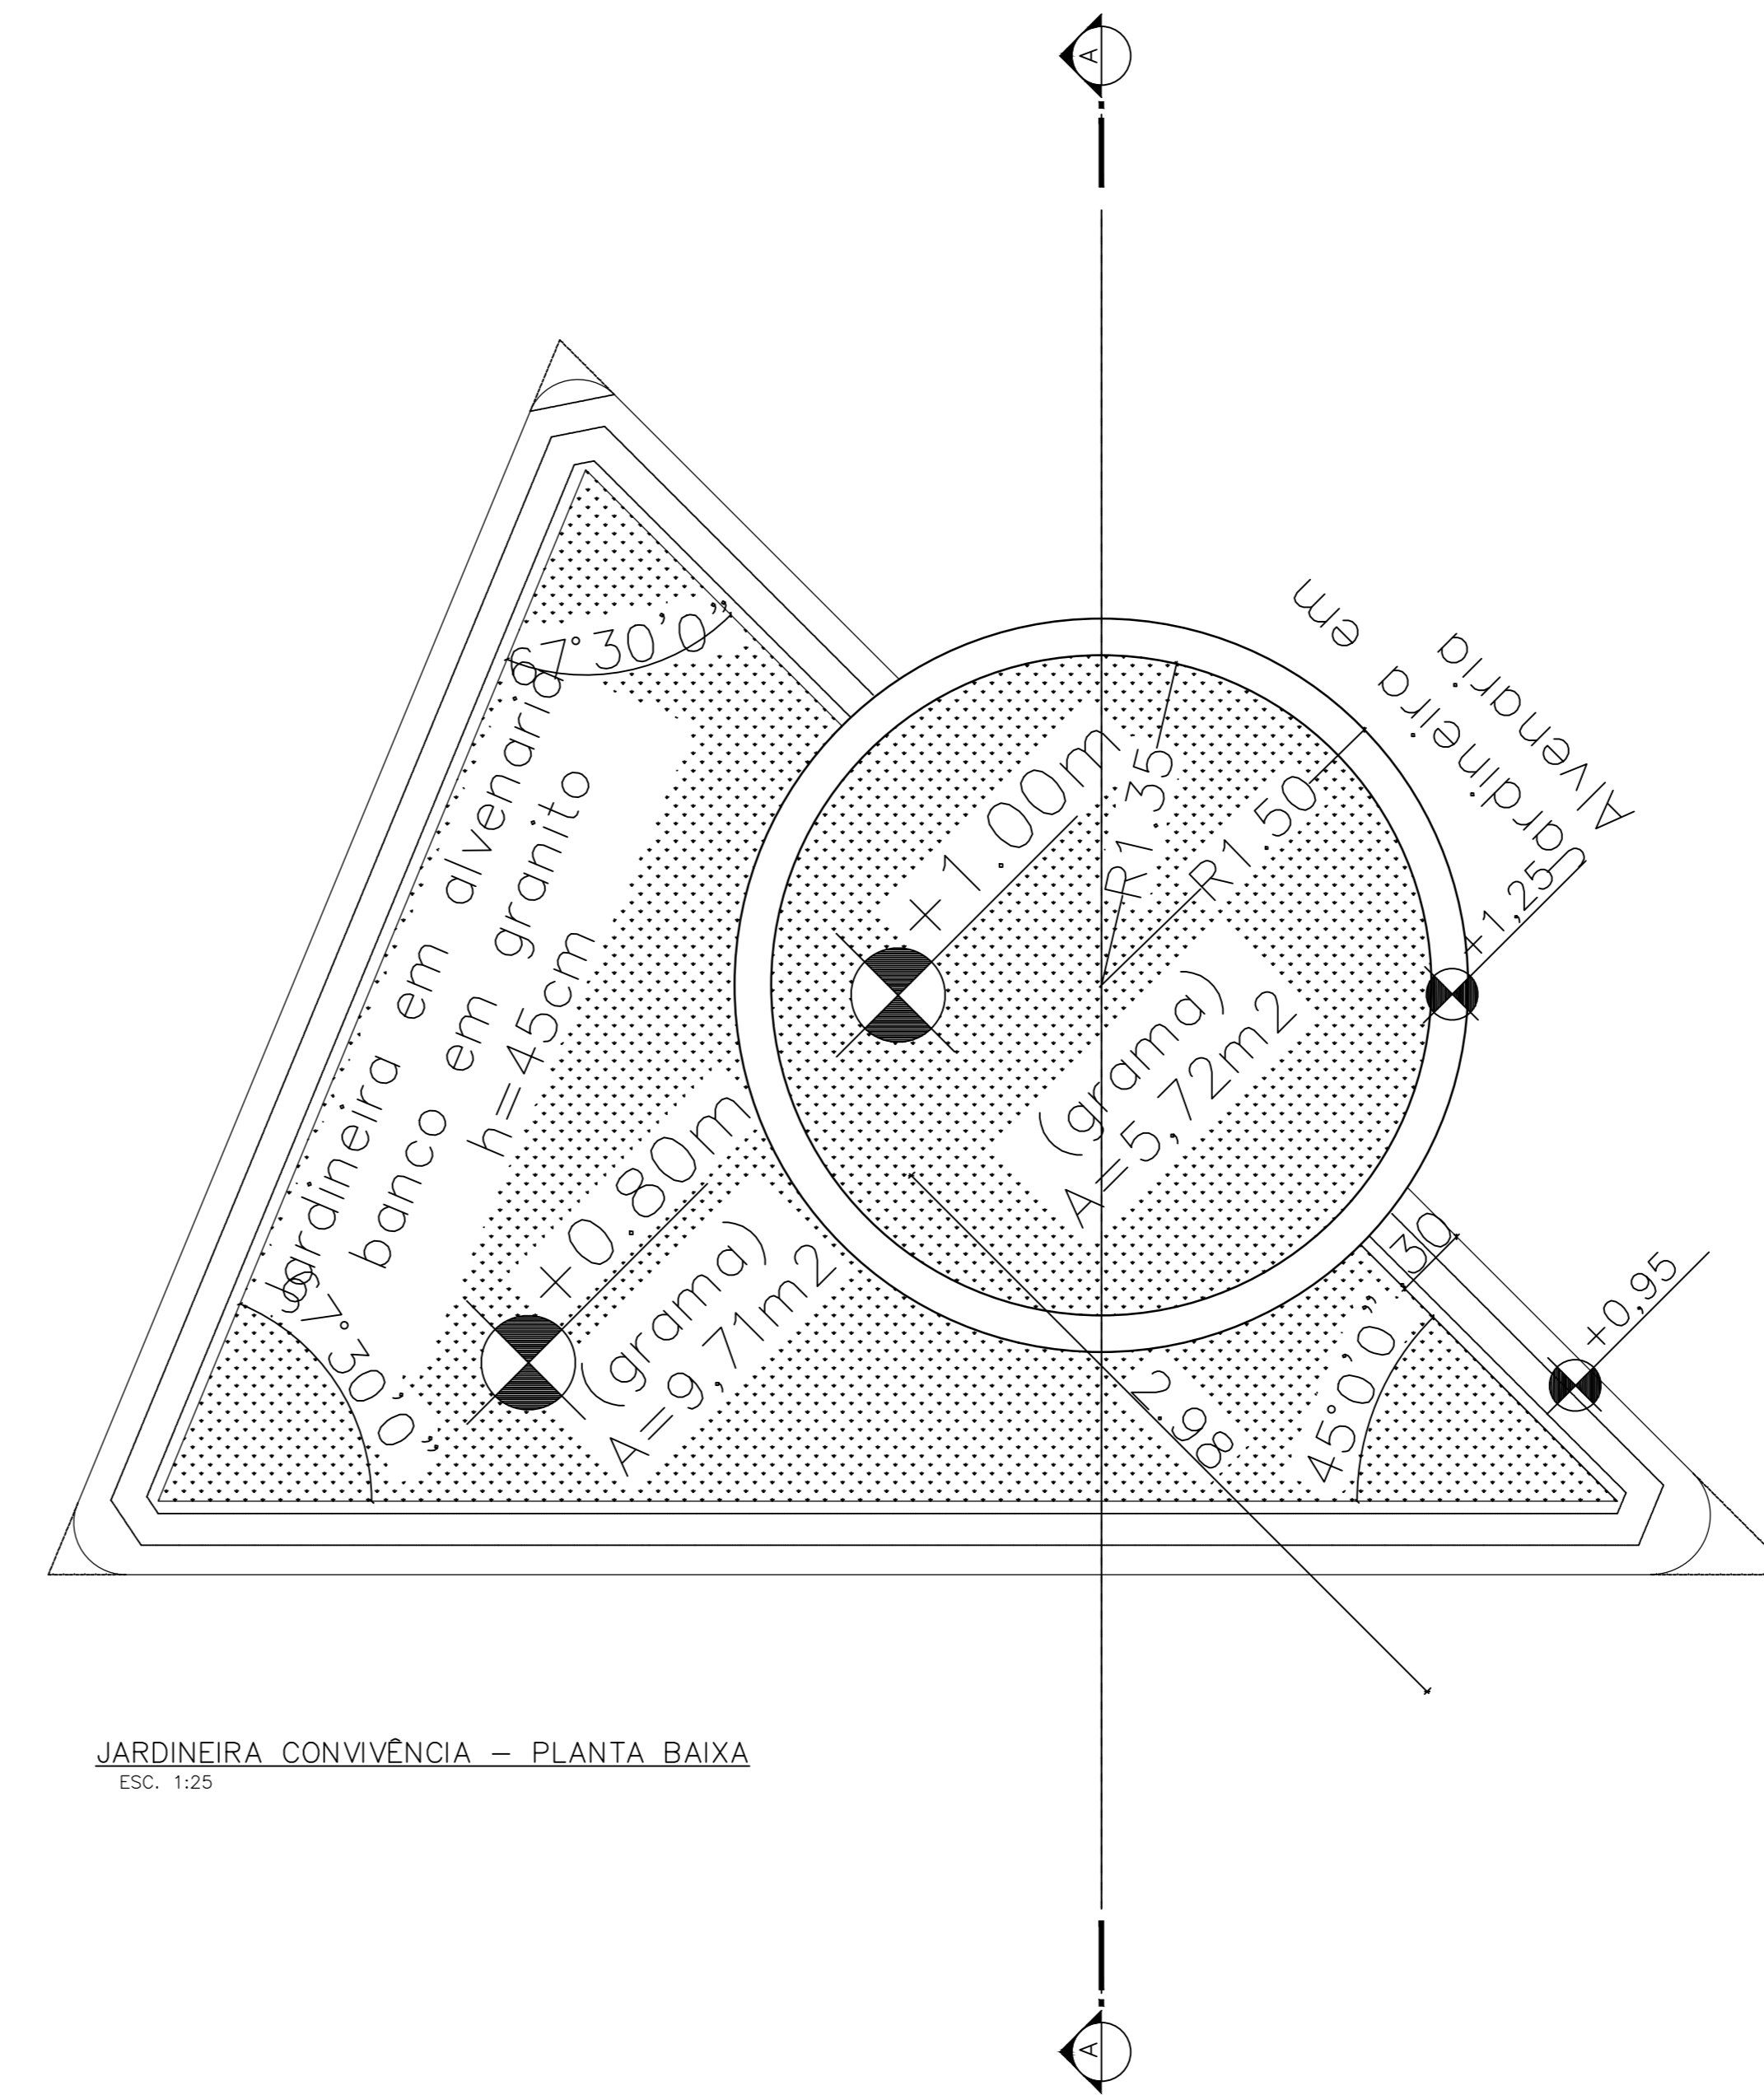 A
67°30'0"
Jardineira em alvenaria
banco em granito
h=45cm
Jardineira em
Alvenaria
+1.00m
R1.35
R1.50
+1,25
(grama)
A=5,72m2
+0.80m
(grama)
A=9,71m2
67°30'0"
.30
+0,95
2.98
45°0'0"
JARDINEIRA CONVIVÊNCIA – PLANTA BAIXA
ESC. 1:25
A